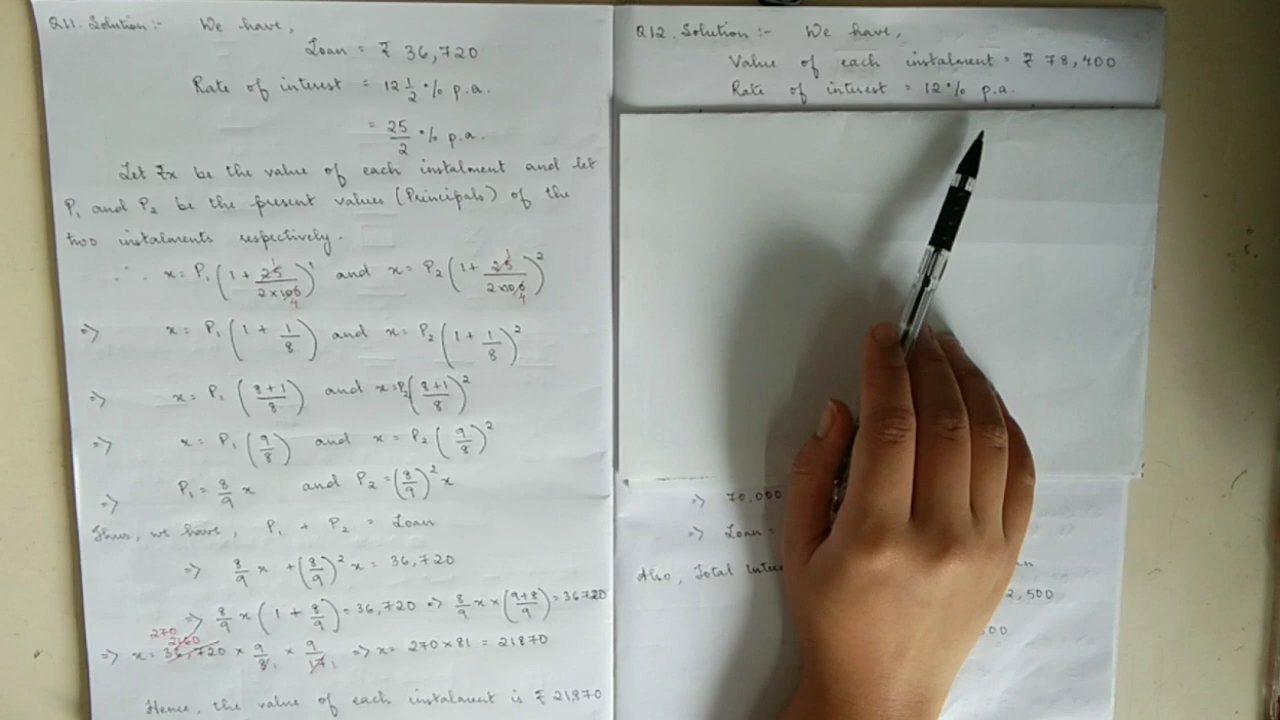 Q11. Solution :- We have,
Loan = ₹ 36,720
Rate of interest = 12 1/2 % p.a.
= 25/2 % p.a.
Let ₹x be the value of each instalment and let
P₁ and P₂ be the present values (Principals) of the
two instalments respectively.
∴ x = P₁ (1 + 25/2×100)¹ and x = P₂ (1 + 25/2×100)²
=> x = P₁ (1 + 1/8) and x = P₂ (1 + 1/8)²
=> x = P₁ (8+1/8) and x = P₂ (8+1/8)²
=> x = P₁ (9/8) and x = P₂ (9/8)²
=> P₁ = 8/9 x and P₂ = (8/9)² x
Thus, we have, P₁ + P₂ = Loan
=> 8/9 x + (8/9)² x = 36,720
=> 8/9 x (1 + 8/9) = 36,720 => 8/9 x × (9+8/9) = 36720
270
2160
=> x = 36,720 × 9/8 × 9/17 => x = 270 × 81 = 21870
Hence, the value of each instalment is ₹ 21,870
Q12. Solution :- We have,
Value of each instalment = ₹ 78,400
Rate of interest = 12 % p.a.
=> 70,000
=> Loan =
Also, Total
2,500
00